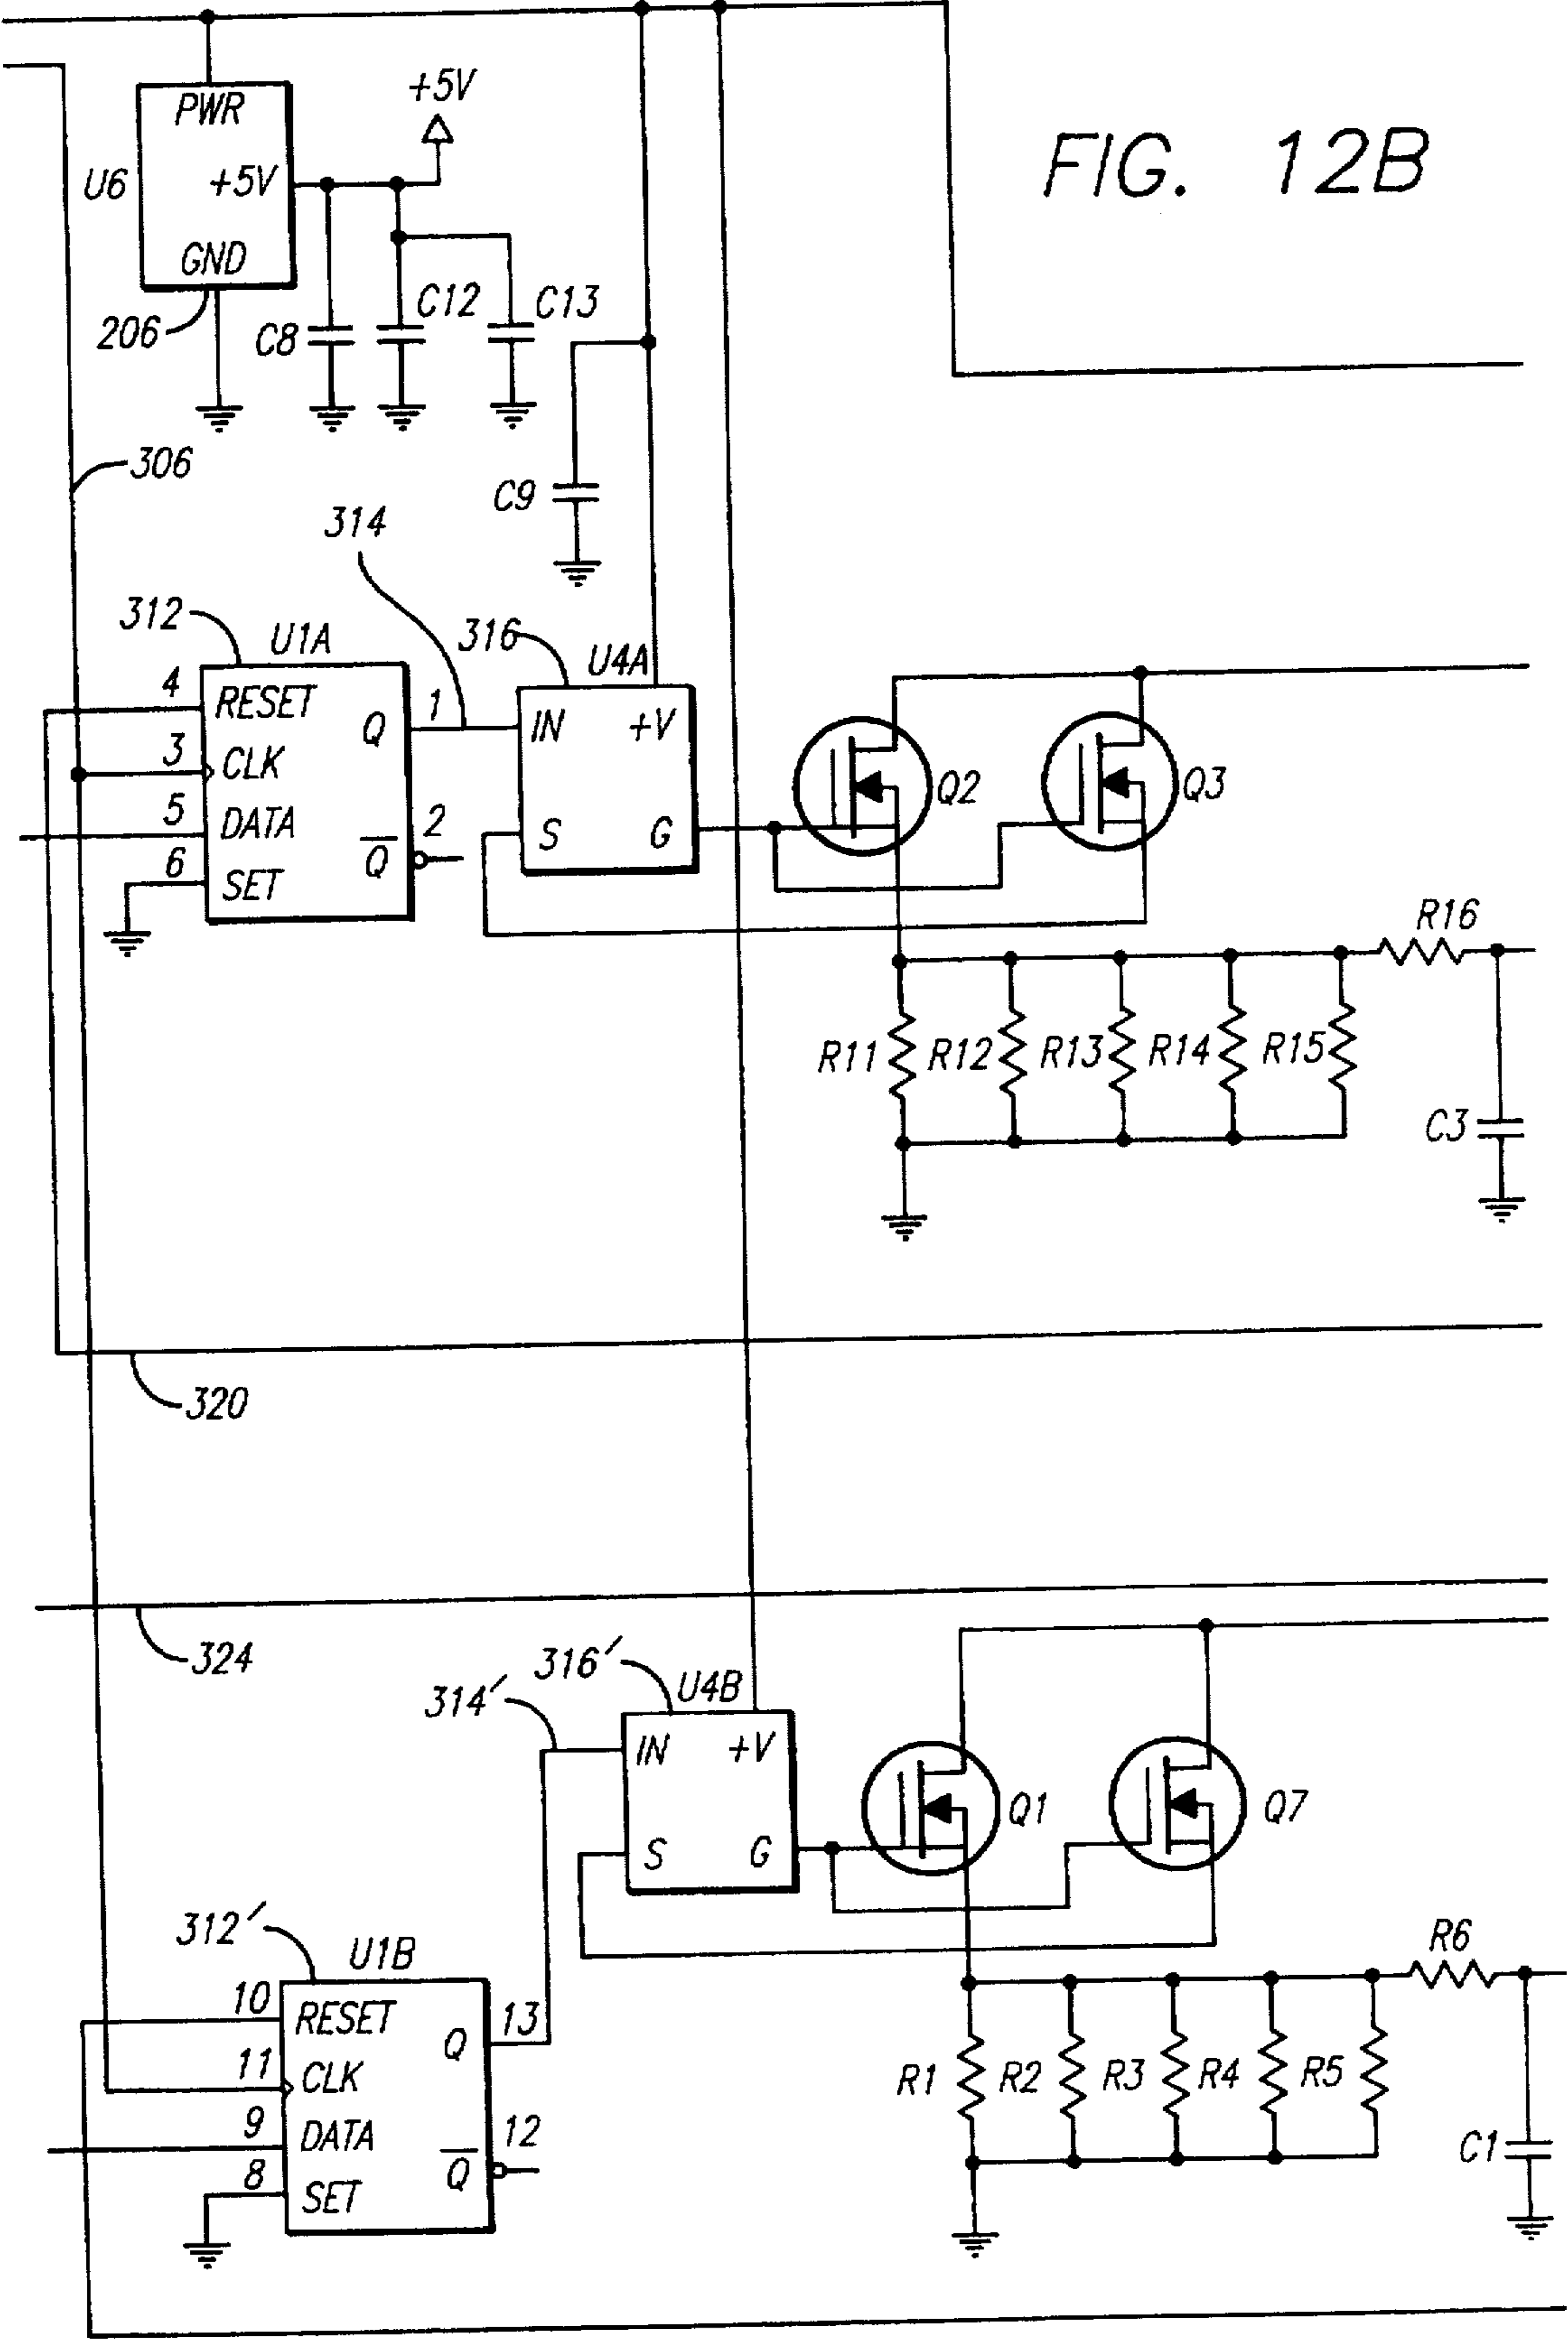 FIG. 12B
+5V
PWR
U6
+5V
GND
206
C8
C12
C13
306
C9
314
312
U1A
316
U4A
4
RESET
Q
1
IN
+V
3
CLK
Q2
Q3
5
DATA
2
S
G
6
SET
Q
R16
R11
R12
R13
R14
R15
C3
320
324
316′
U4B
314′
IN
+V
Q1
Q7
S
G
312′
U1B
R6
10
RESET
Q
13
11
CLK
R1
R2
R3
R4
R5
9
DATA
12
Q
8
SET
C1